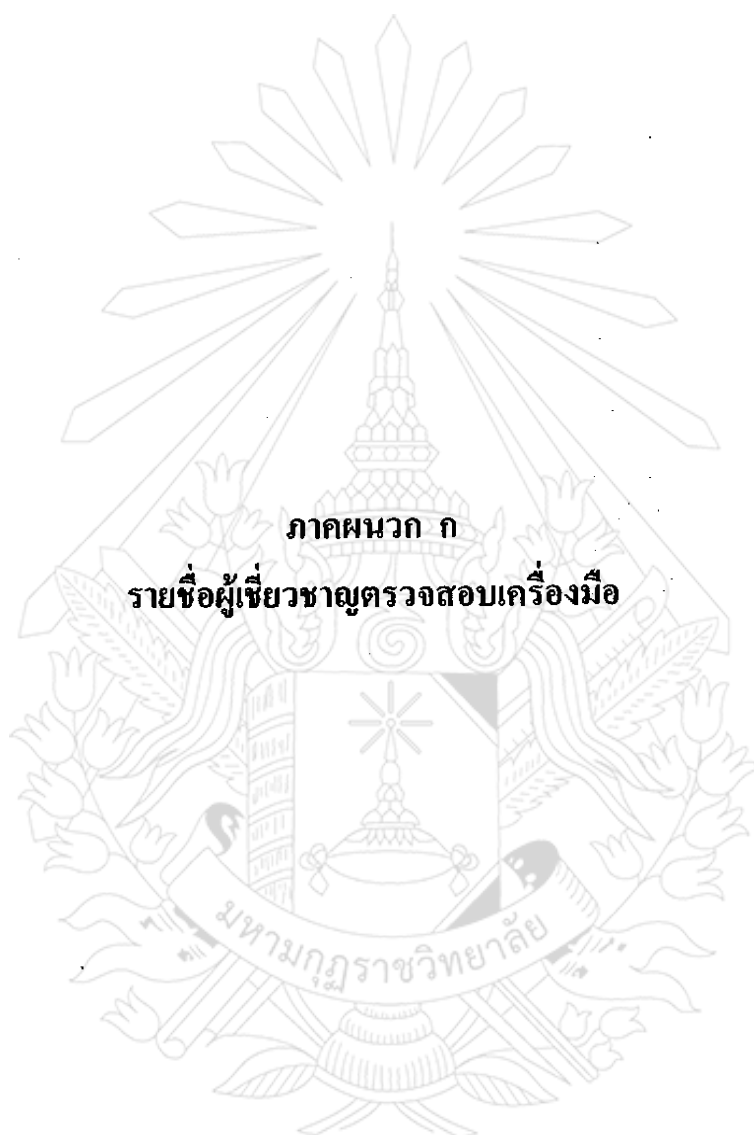 ภาคผนวก ก
รายชื่อผู้เชี่ยวชาญตรวจสอบเครื่องมือ
มหามกุฏราชวิทยาลัย